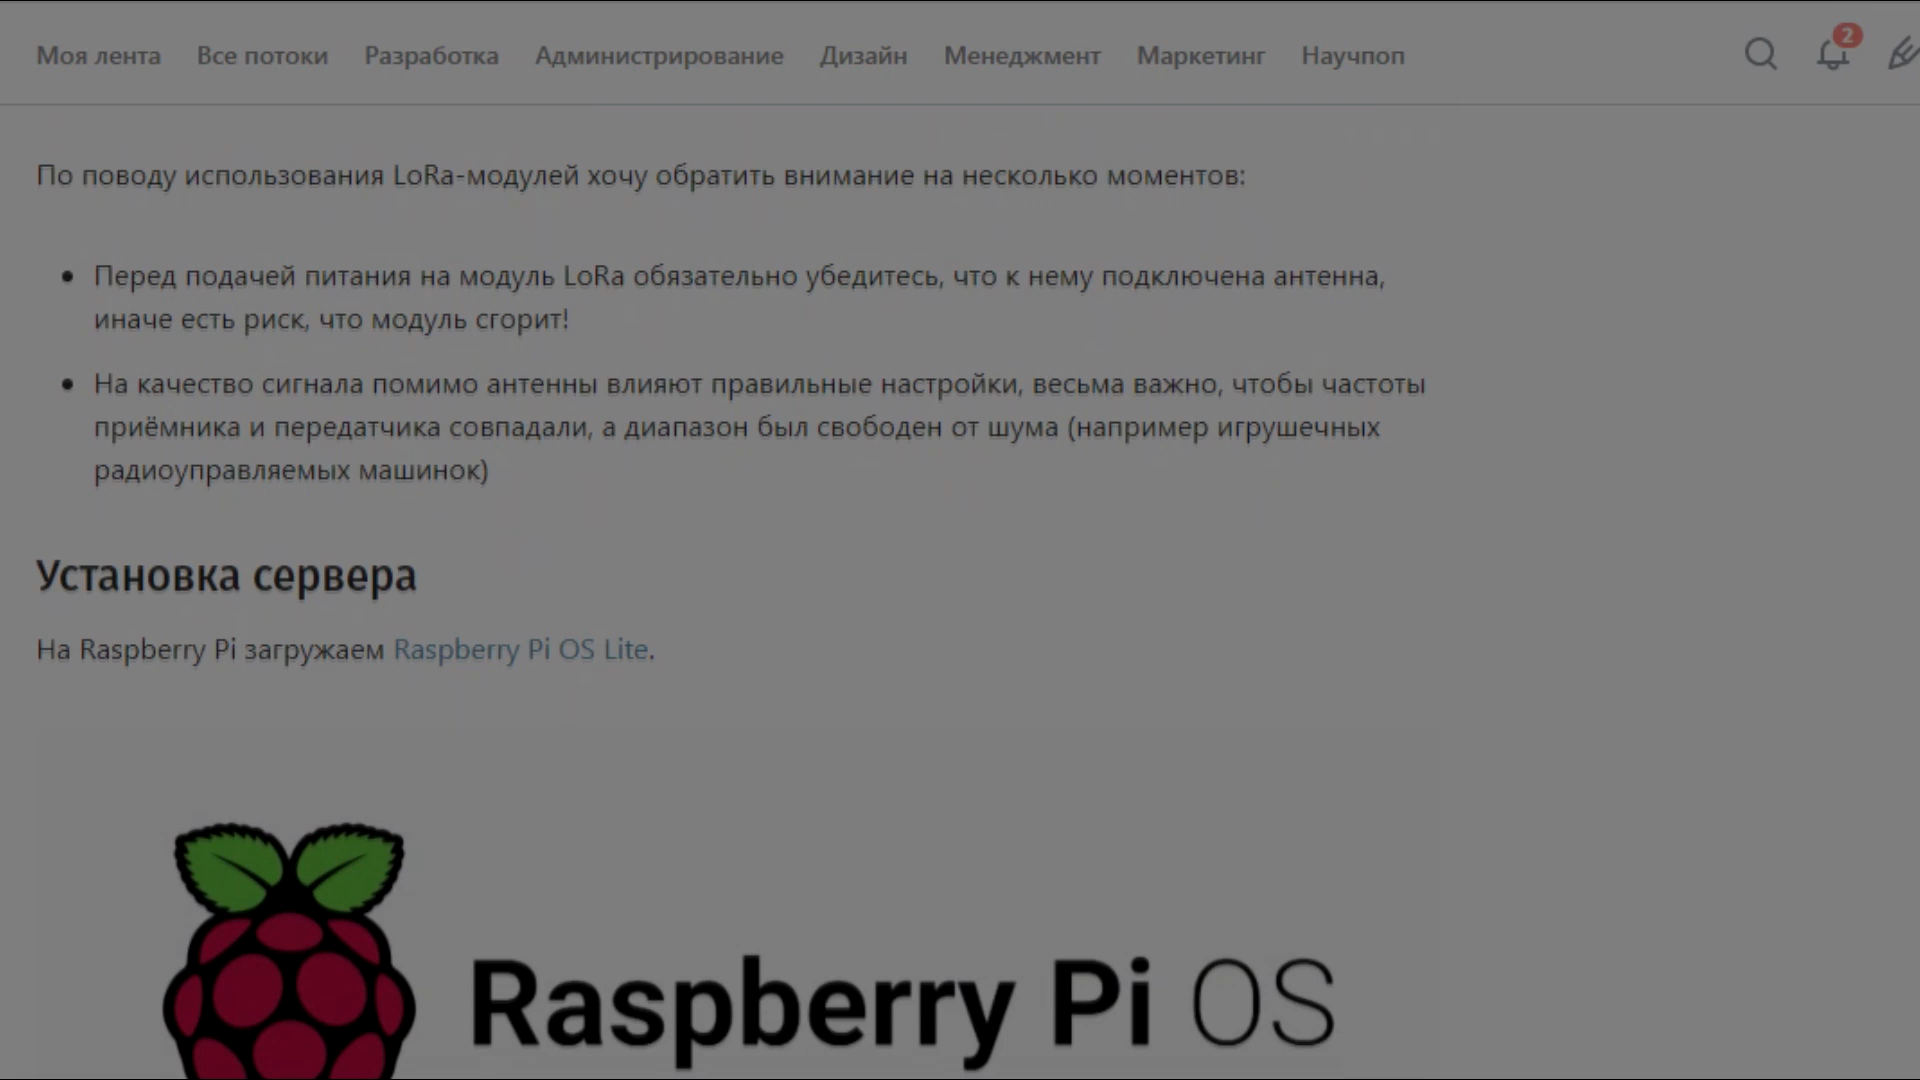 Моя лента Все потоки Разработка Администрирование Дизайн Менеджмент Маркетинг Научпоп 2
По поводу использования LoRa-модулей хочу обратить внимание на несколько моментов:
• Перед подачей питания на модуль LoRa обязательно убедитесь, что к нему подключена антенна,
иначе есть риск, что модуль сгорит!
• На качество сигнала помимо антенны влияют правильные настройки, весьма важно, чтобы частоты
приёмника и передатчика совпадали, а диапазон был свободен от шума (например игрушечных
радиоуправляемых машинок)
Установка сервера
На Raspberry Pi загружаем Raspberry Pi OS Lite.
Raspberry Pi OS